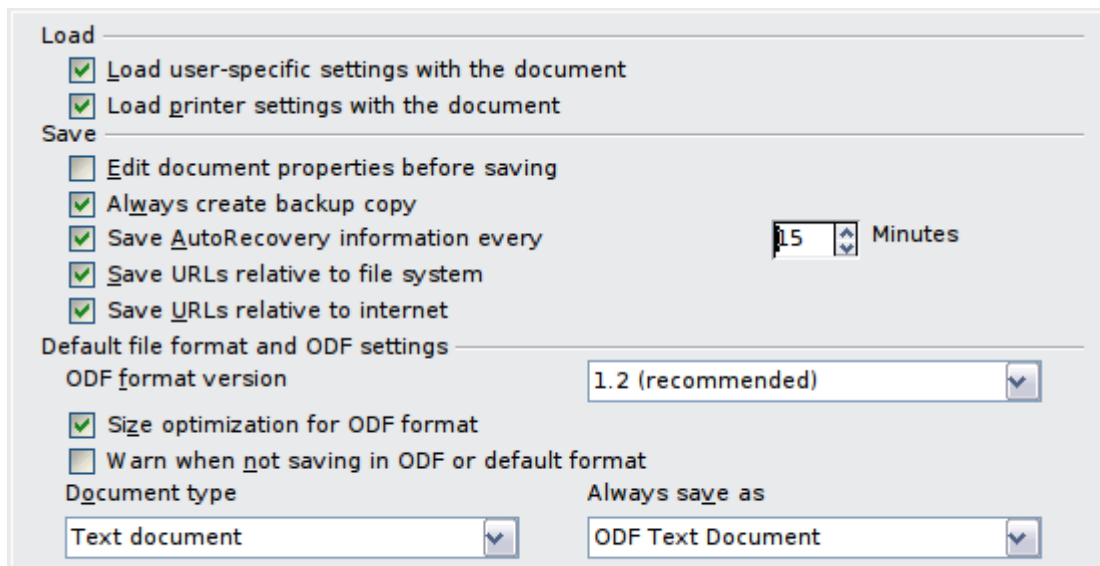 Load
Load user-specific settings with the document
Load printer settings with the document
Save
Edit document properties before saving
Always create backup copy
Save AutoRecovery information every 15 Minutes
Save URLs relative to file system
Save URLs relative to internet
Default file format and ODF settings
ODF format version 1.2 (recommended)
Size optimization for ODF format
Warn when not saving in ODF or default format
Document type Always save as
Text document ODF Text Document